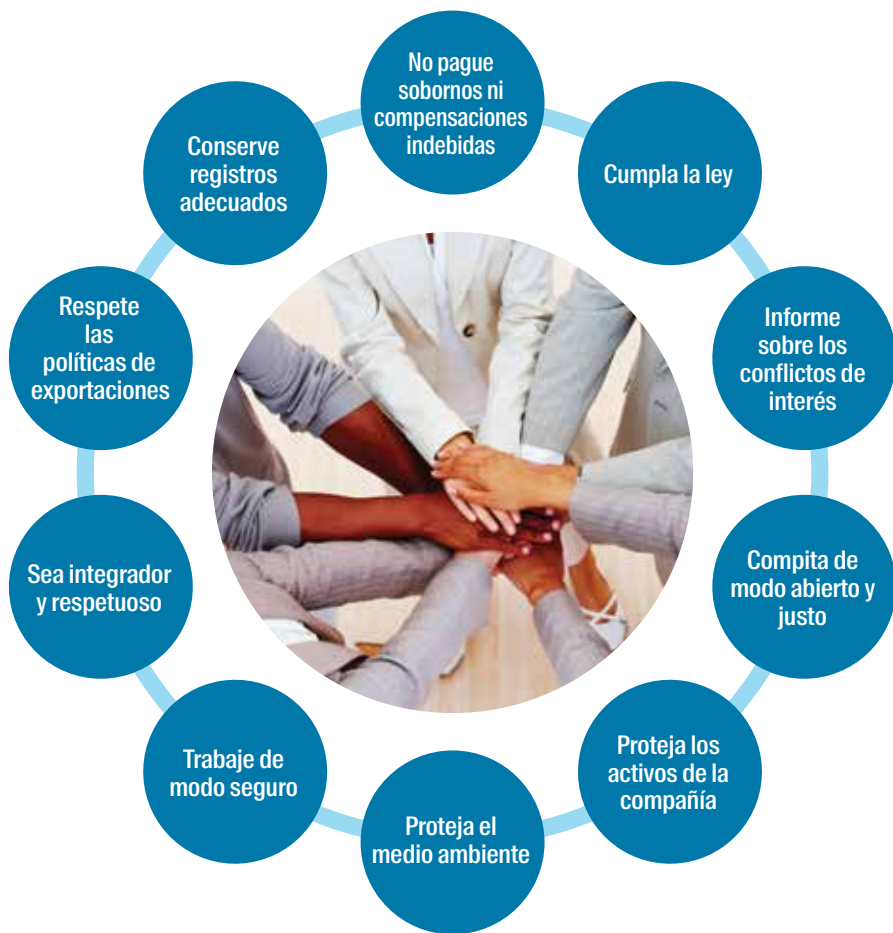 No pague
sobornos ni
compensaciones
indebidas
Cumpla la ley
Informe
sobre los
conflictos de
interés
Compita de
modo abierto y
justo
Proteja los
activos de la
compañía
Proteja el
medio ambiente
Trabaje de
modo seguro
Sea integrador
y respetuoso
Respete
las
políticas de
exportaciones
Conserve
registros
adecuados